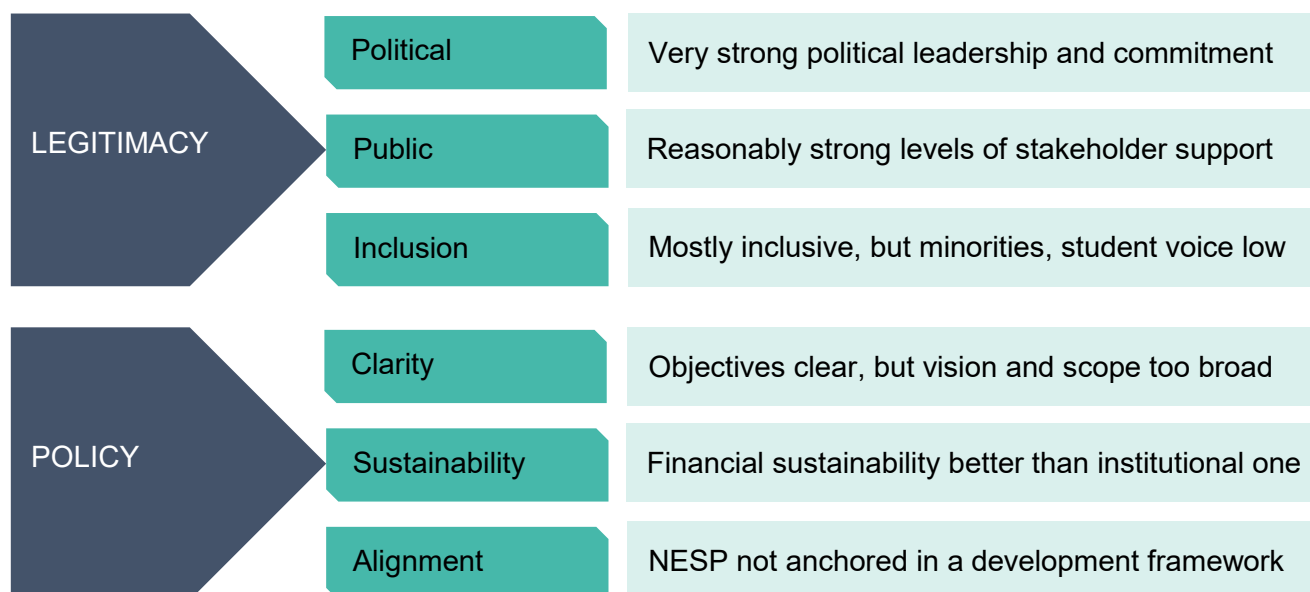 LEGITIMACY
Political
Very strong political leadership and commitment
Public
Reasonably strong levels of stakeholder support
Inclusion
Mostly inclusive, but minorities, student voice low
POLICY
Clarity
Objectives clear, but vision and scope too broad
Sustainability
Financial sustainability better than institutional one
Alignment
NESP not anchored in a development framework